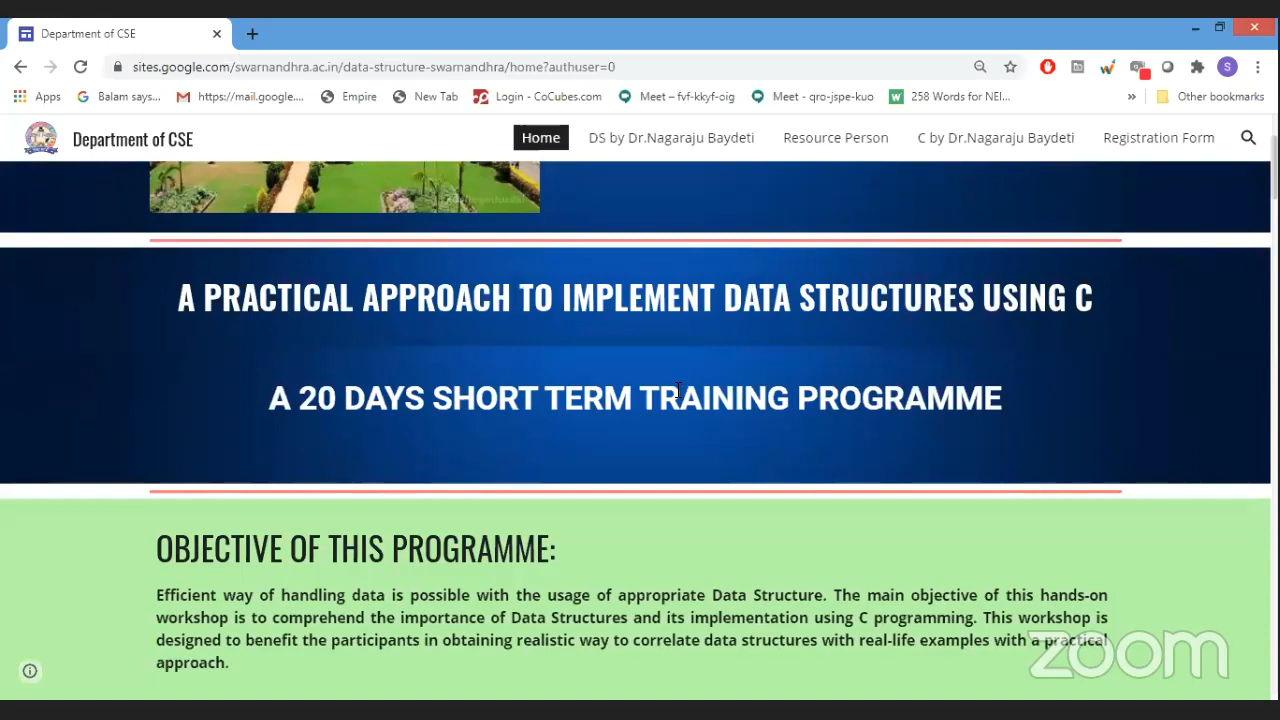 Department of CSE
sites.google.com/swarnandhra.ac.in/data-structure-swarnandhra/home?authuser=0
S
Apps
Balam says...
https://mail.google....
Empire
New Tab
Login - CoCubes.com
Meet – fvf-kkyf-oig
Meet - qro-jspe-kuo
258 Words for NEI...
»
Other bookmarks
Department of CSE
Home
DS by Dr.Nagaraju Baydeti
Resource Person
C by Dr.Nagaraju Baydeti
Registration Form
A PRACTICAL APPROACH TO IMPLEMENT DATA STRUCTURES USING C
A 20 DAYS SHORT TERM TRAINING PROGRAMME
OBJECTIVE OF THIS PROGRAMME:
Efficient way of handling data is possible with the usage of appropriate Data Structure. The main objective of this hands-on
workshop is to comprehend the importance of Data Structures and its implementation using C programming. This workshop is
designed to benefit the participants in obtaining realistic way to correlate data structures with real-life examples with a practical
approach.
zoom